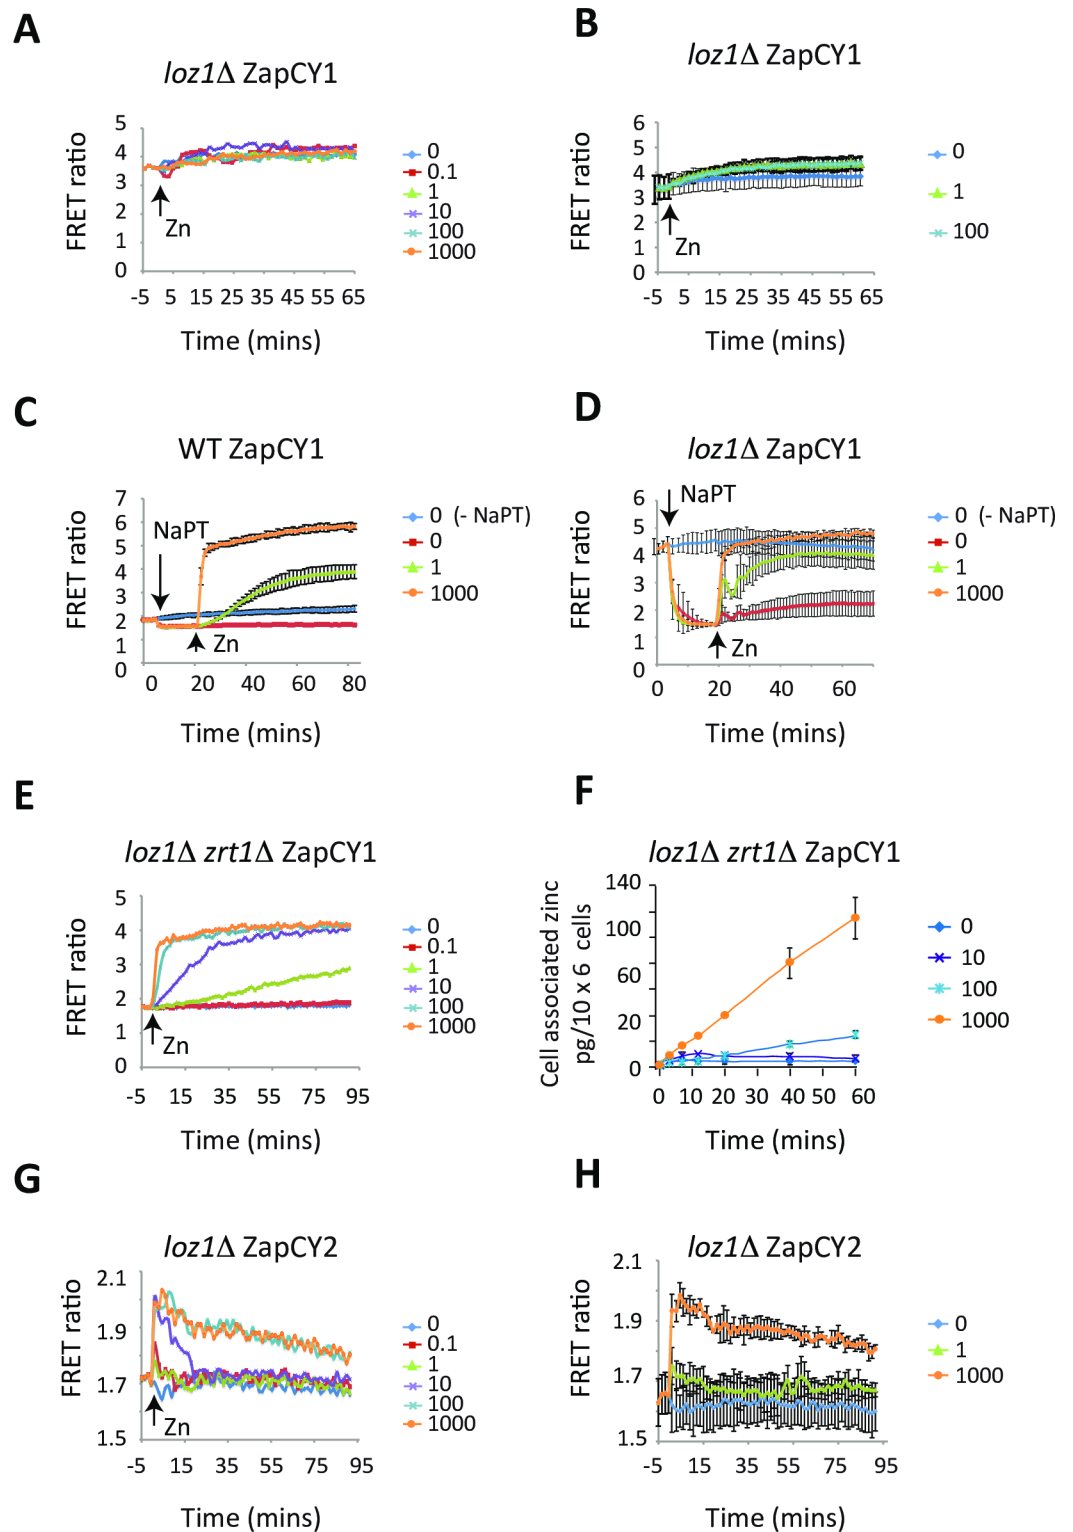 A
loz1Δ ZapCY1
FRET ratio
5
4
3
2
1
0
Zn
-5 5 15 25 35 45 55 65
Time (mins)
0
0.1
1
10
100
1000
B
loz1Δ ZapCY1
FRET ratio
6
5
4
3
2
1
0
Zn
-5 5 15 25 35 45 55 65
Time (mins)
0
1
100
C
WT ZapCY1
FRET ratio
7
6
5
4
3
2
1
0
NaPT
Zn
0 20 40 60 80
Time (mins)
0 (- NaPT)
0
1
1000
D
loz1Δ ZapCY1
FRET ratio
6
5
4
3
2
1
0
NaPT
Zn
0 20 40 60
Time (mins)
0 (- NaPT)
0
1
1000
E
loz1Δ zrt1Δ ZapCY1
FRET ratio
5
4
3
2
1
0
Zn
-5 15 35 55 75 95
Time (mins)
0
0.1
1
10
100
1000
F
loz1Δ zrt1Δ ZapCY1
Cell associated zinc
pg/10 x 6 cells
140
100
60
20
0
0 10 20 30 40 50 60
Time (mins)
0
10
100
1000
G
loz1Δ ZapCY2
FRET ratio
2.1
1.9
1.7
1.5
Zn
-5 15 35 55 75 95
Time (mins)
0
0.1
1
10
100
1000
H
loz1Δ ZapCY2
FRET ratio
2.1
1.9
1.7
1.5
-5 15 35 55 75 95
Time (mins)
0
1
1000